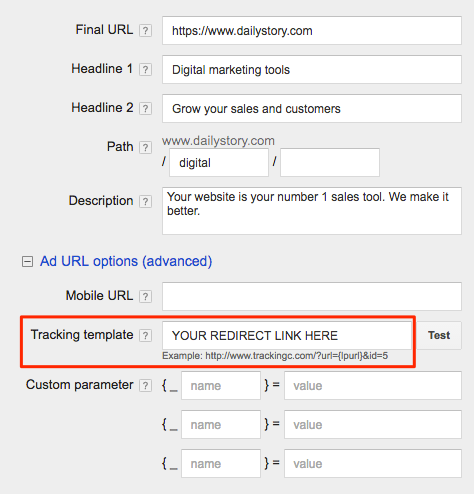 Final URL ? https://www.dailystory.com
Headline 1 ? Digital marketing tools
Headline 2 ? Grow your sales and customers
Path ? www.dailystory.com
/ digital /
Description ? Your website is your number 1 sales tool. We make it
better.
Ad URL options (advanced)
Mobile URL ?
Tracking template ? YOUR REDIRECT LINK HERE Test
Example: http://www.trackingc.com/?url={lpurl}&id=5
Custom parameter ? { _ name } = value
{ _ name } = value
{ _ name } = value